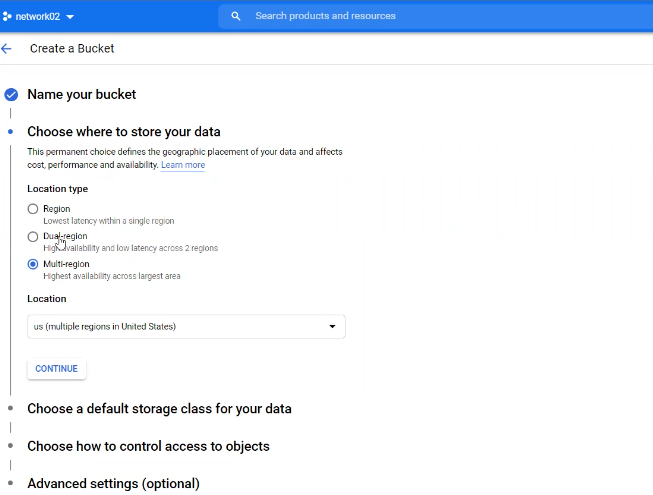 network02
Search products and resources
Create a Bucket
Name your bucket
Choose where to store your data
This permanent choice defines the geographic placement of your data and affects
cost, performance and availability. Learn more
Location type
Region
Lowest latency within a single region
Dual-region
High availability and low latency across 2 regions
Multi-region
Highest availability across largest area
Location
us (multiple regions in United States)
CONTINUE
Choose a default storage class for your data
Choose how to control access to objects
Advanced settings (optional)